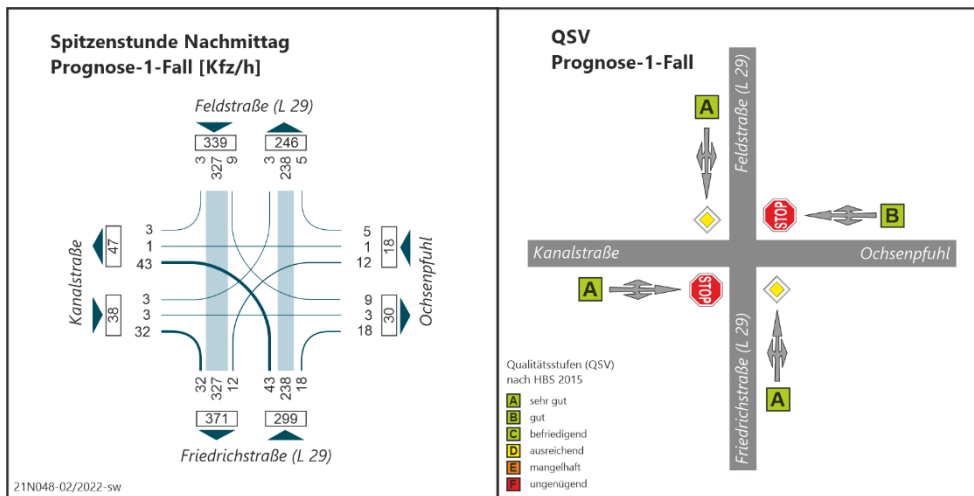 Spitzenstunde Nachmittag
Prognose-1-Fall [Kfz/h]
Feldstraße (L 29)
339 246
3 327 9 3 238 5
Kanalstraße
47
3
1
43
38
3
3
32
5
1
12
18
9
3
18
30
Ochsenpfuhl
32 327 12 43 238 18
371 299
Friedrichstraße (L 29)
21N048-02/2022-sw
QSV
Prognose-1-Fall
Feldstraße (L 29)
A
STOP
B
Kanalstraße
Ochsenpfuhl
A
STOP
Friedrichstraße (L 29)
A
Qualitätsstufen (QSV)
nach HBS 2015
A sehr gut
B gut
C befriedigend
D ausreichend
E mangelhaft
F ungenügend